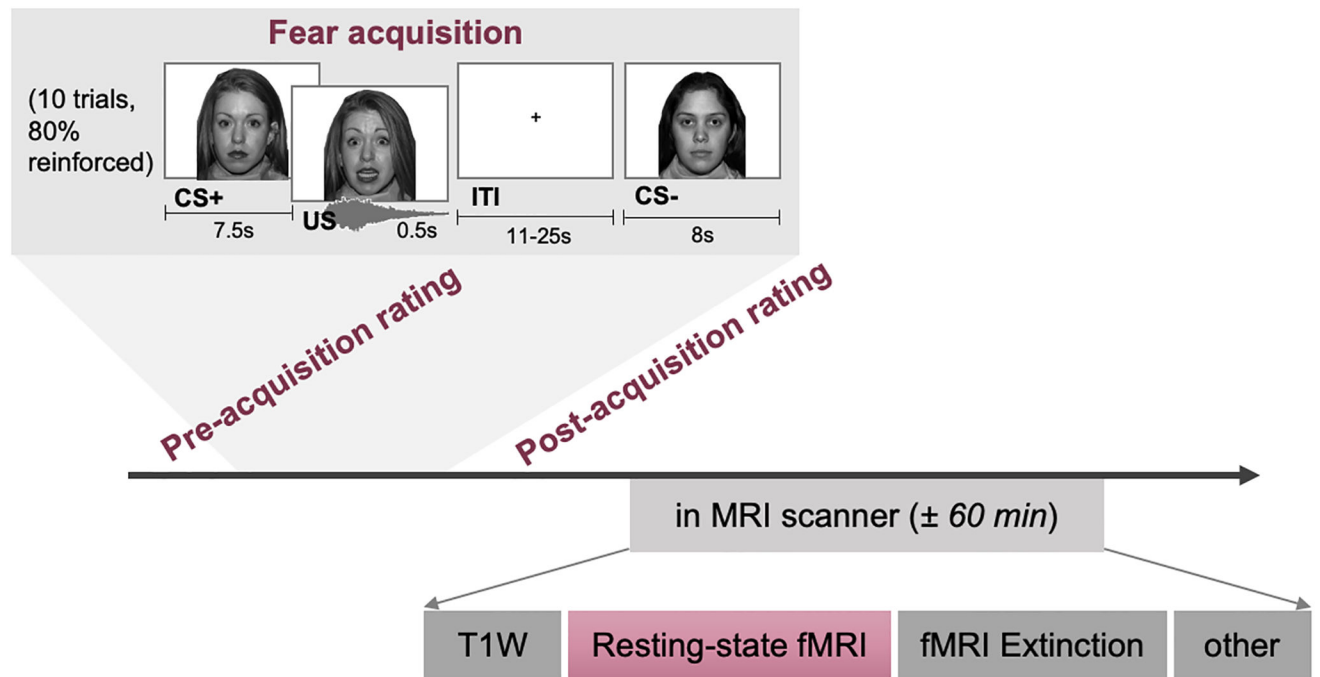 Fear acquisition
(10 trials,
80%
reinforced)
CS+
7.5s
US
0.5s
+
ITI
11-25s
CS-
8s
Pre-acquisition rating
Post-acquisition rating
in MRI scanner (± 60 min)
T1W
Resting-state fMRI
fMRI Extinction
other